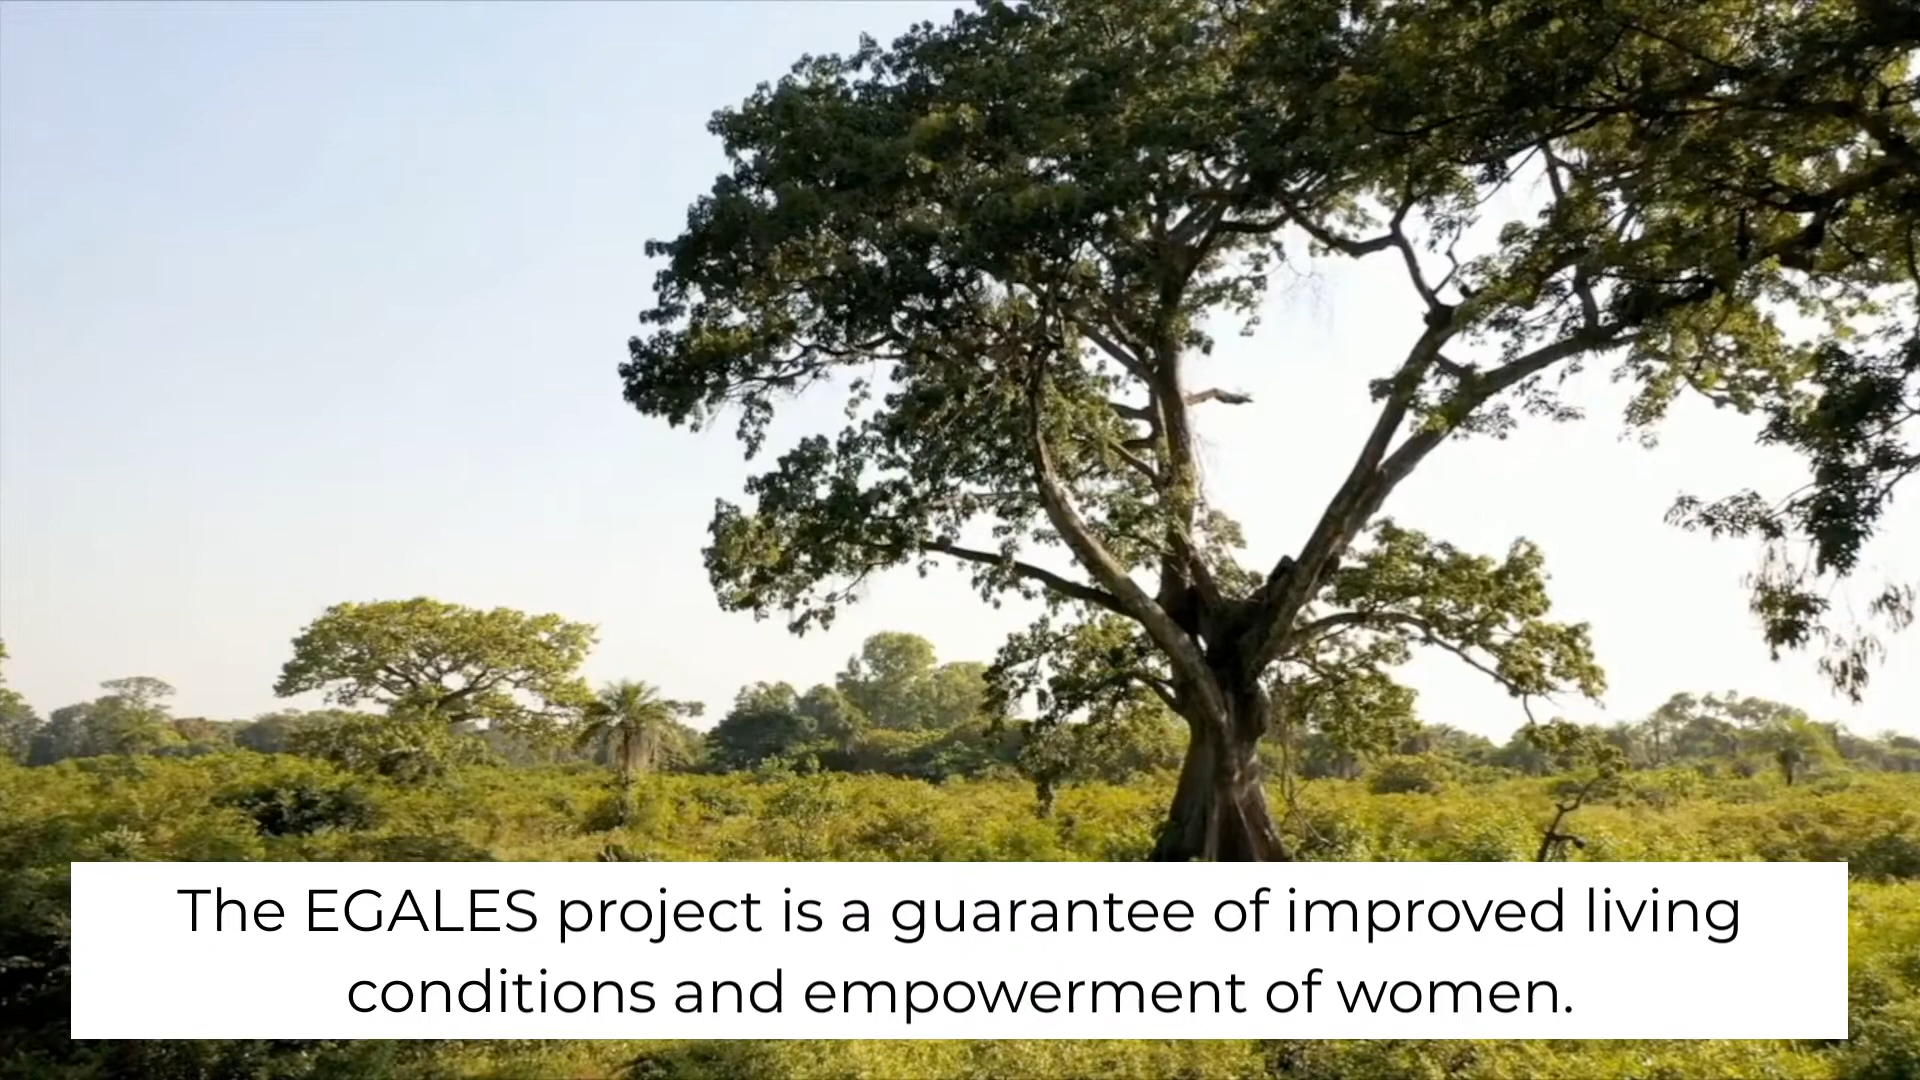 The EGALES project is a guarantee of improved living
conditions and empowerment of women.